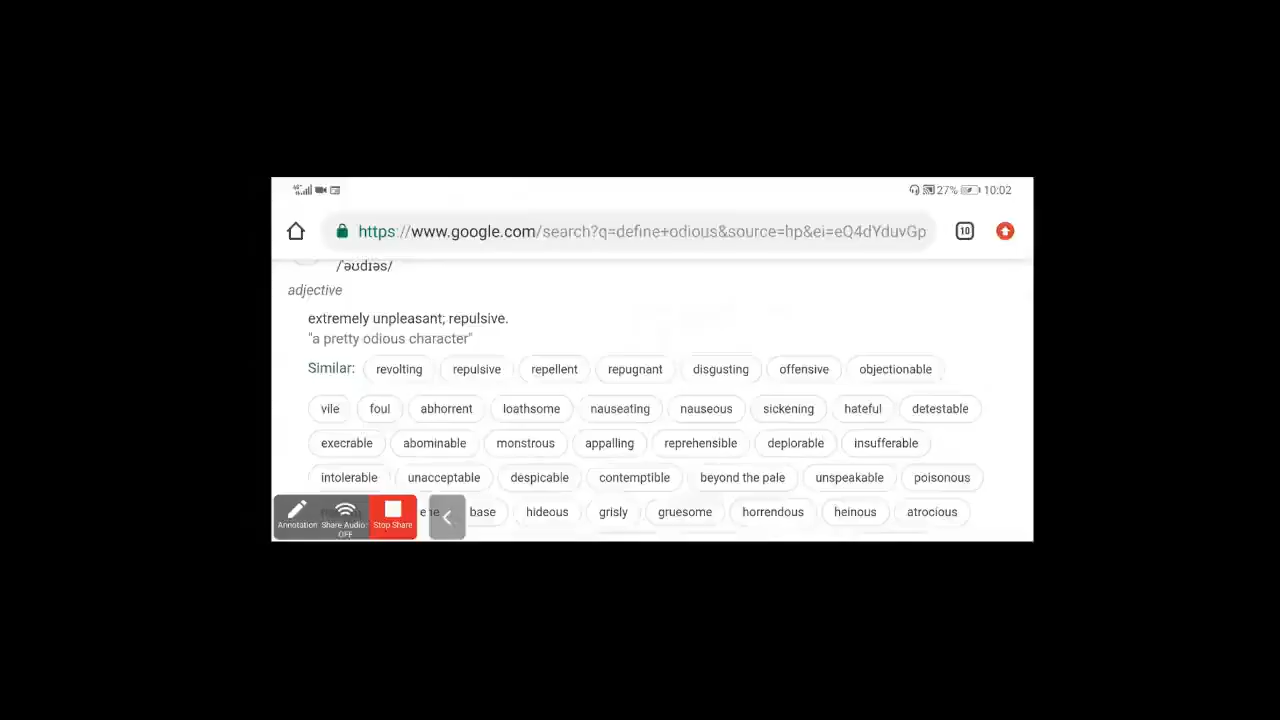 27% 10:02
https://www.google.com/search?q=define+odious&source=hp&ei=eQ4dYduvGp
10
/ˈəʊdɪəs/
adjective
extremely unpleasant; repulsive.
"a pretty odious character"
Similar: revolting repulsive repellent repugnant disgusting offensive objectionable
vile foul abhorrent loathsome nauseating nauseous sickening hateful detestable
execrable abominable monstrous appalling reprehensible deplorable insufferable
intolerable unacceptable despicable contemptible beyond the pale unspeakable poisonous
base hideous grisly gruesome horrendous heinous atrocious
Annotation Share Audio: Stop Share
OFF